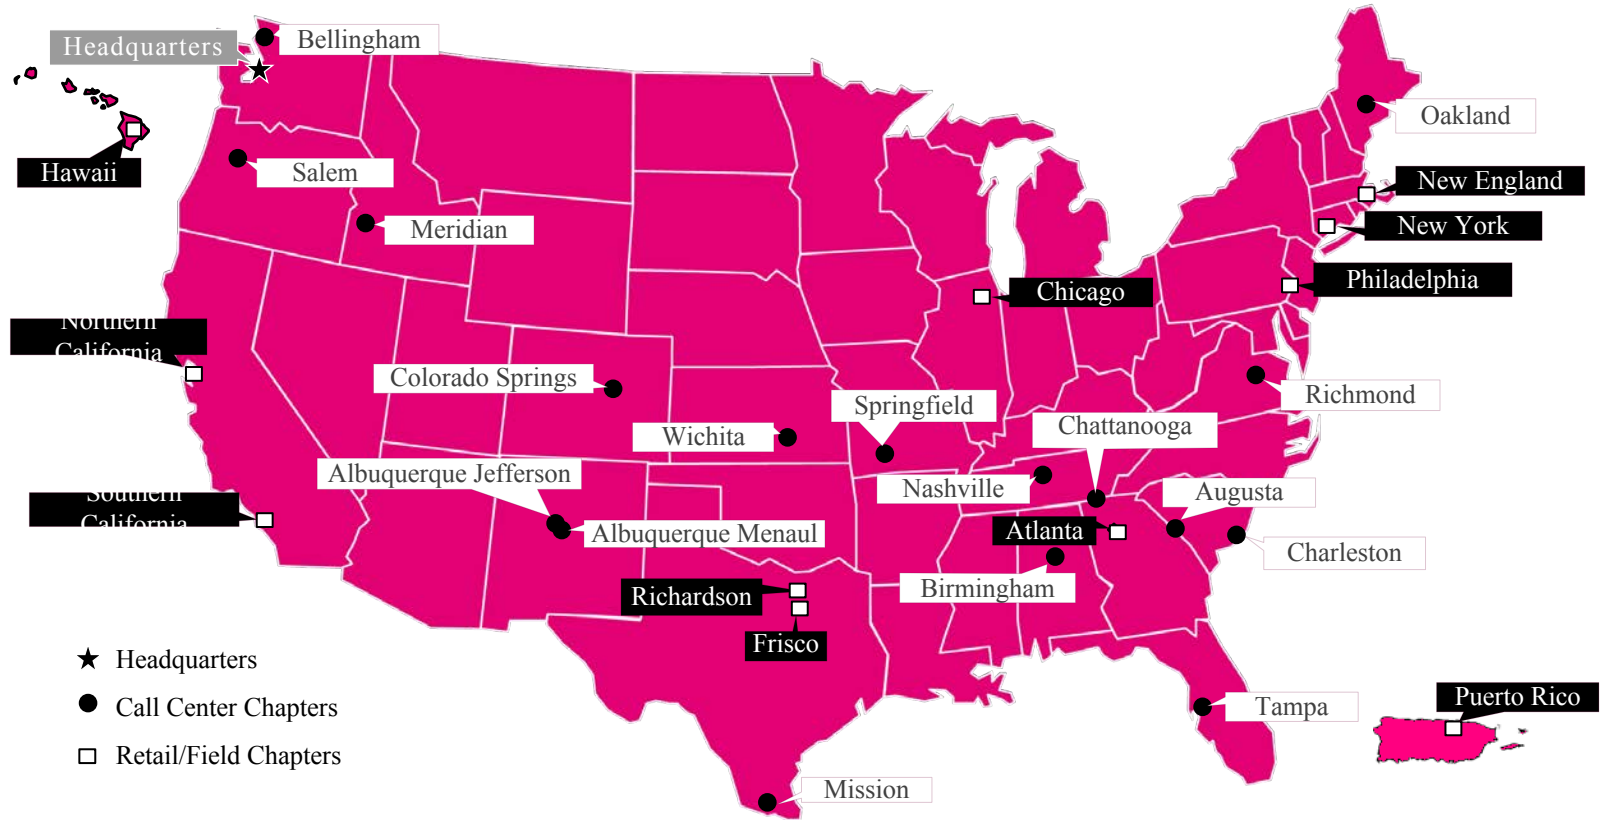 Headquarters
Bellingham
Oakland
Hawaii
Salem
New England
Meridian
New York
Philadelphia
Chicago
Northern
California
Colorado Springs
Richmond
Springfield
Chattanooga
Wichita
Albuquerque Jefferson
Nashville
Augusta
Southern
California
Albuquerque Menaul
Atlanta
Charleston
Birmingham
Richardson
Frisco
Headquarters
Call Center Chapters
Retail/Field Chapters
Puerto Rico
Tampa
Mission